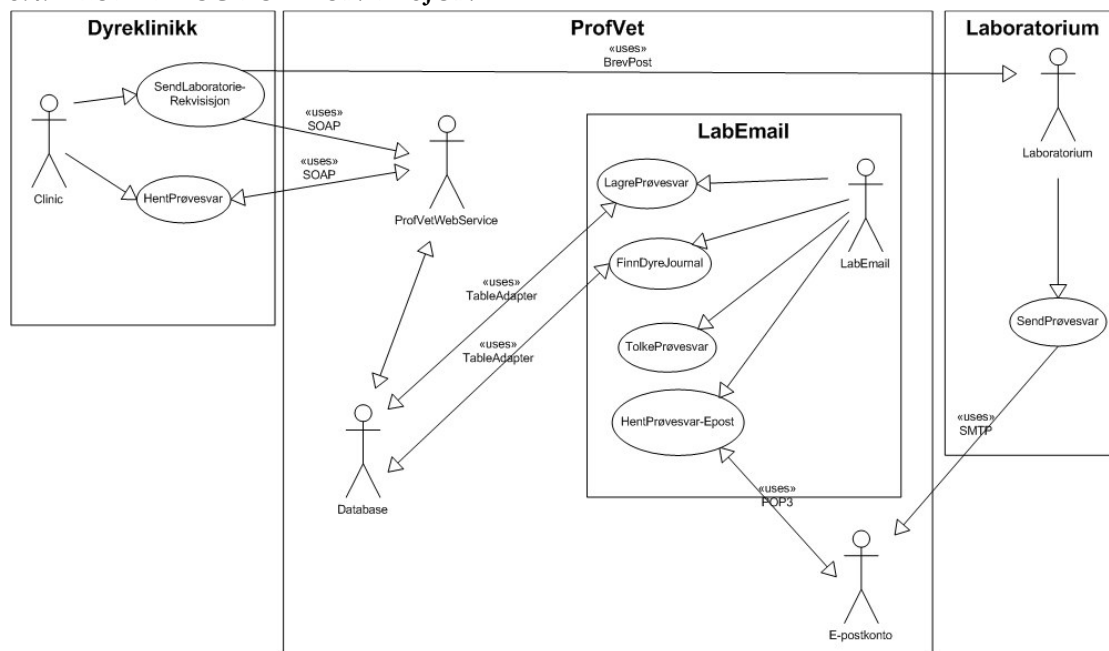 Dyreklinikk
ProfVet
Laboratorium
«uses»
BrevPost
SendLaboratorie-
Rekvisisjon
«uses»
SOAP
LabEmail
Laboratorium
«uses»
SOAP
LagrePrøvesvar
Clinic
HentPrøvesvar
ProfVetWebService
FinnDyreJournal
LabEmail
«uses»
TableAdapter
SendPrøvesvar
«uses»
TableAdapter
TolkePrøvesvar
HentPrøvesvar-Epost
«uses»
SMTP
«uses»
POP3
Database
E-postkonto